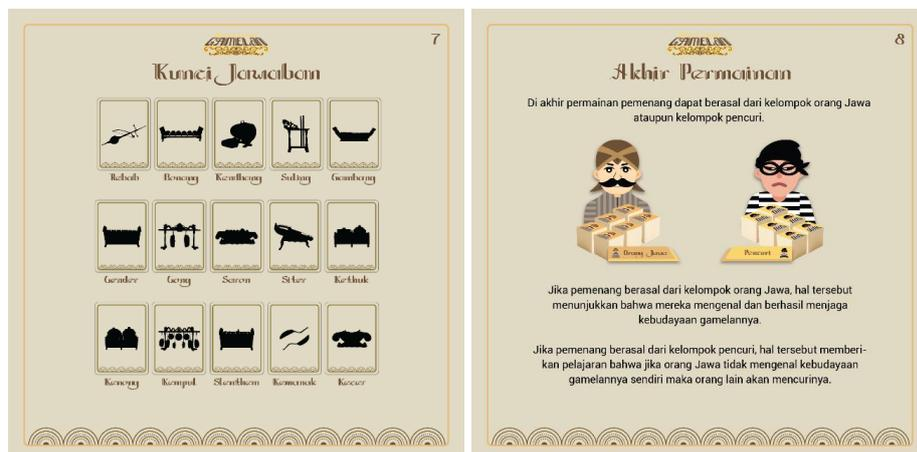 GAMELAN
7
Kunci Jawaban
Rebab Bonang Kendhang Suling Gambang
Gender Gong Saron Siter Kethuk
Kenong Kempul Slenthem Kemanak Kecer
GAMELAN
8
Akhir Permainan
Di akhir permainan pemenang dapat berasal dari kelompok orang Jawa
ataupun kelompok pencuri.
Orang Jawa
Pencuri
Jika pemenang berasal dari kelompok orang Jawa, hal tersebut
menunjukkan bahwa mereka mengenal dan berhasil menjaga
kebudayaan gamelannya.
Jika pemenang berasal dari kelompok pencuri, hal tersebut memberi-
kan pelajaran bahwa jika orang Jawa tidak mengenal kebudayaan
gamelannya sendiri maka orang lain akan mencurinya.